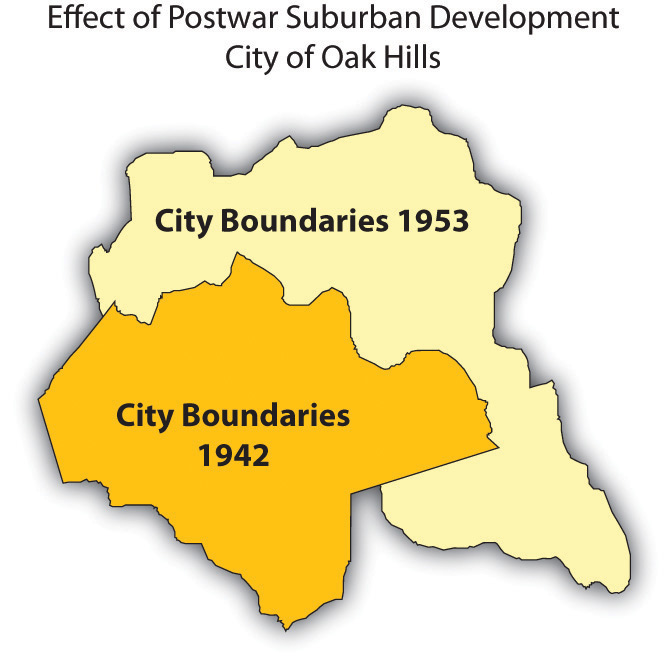 Effect of Postwar Suburban Development
City of Oak Hills
City Boundaries 1953
City Boundaries
1942